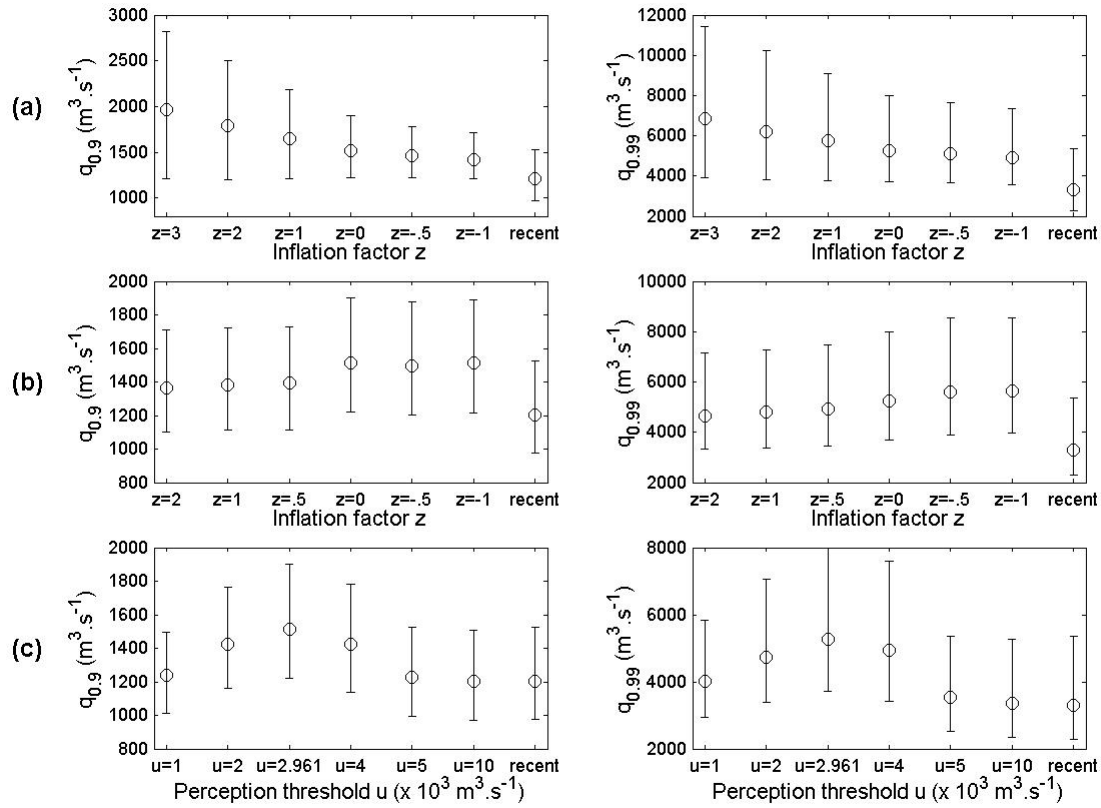 (a)
q0.9 (m3.s-1)
3000
2500
2000
1500
1000
z=3 z=2 z=1 z=0 z=-.5 z=-1 recent
Inflation factor z
q0.99 (m3.s-1)
12000
10000
8000
6000
4000
2000
z=3 z=2 z=1 z=0 z=-.5 z=-1 recent
Inflation factor z
(b)
q0.9 (m3.s-1)
2000
1800
1600
1400
1200
1000
800
z=2 z=1 z=.5 z=0 z=-.5 z=-1 recent
Inflation factor z
q0.99 (m3.s-1)
10000
8000
6000
4000
2000
z=2 z=1 z=.5 z=0 z=-.5 z=-1 recent
Inflation factor z
(c)
q0.9 (m3.s-1)
2000
1800
1600
1400
1200
1000
800
u=1 u=2 u=2.961 u=4 u=5 u=10 recent
Perception threshold u (x 103 m3.s-1)
q0.99 (m3.s-1)
8000
6000
4000
2000
u=1 u=2 u=2.961 u=4 u=5 u=10 recent
Perception threshold u (x 103 m3.s-1)